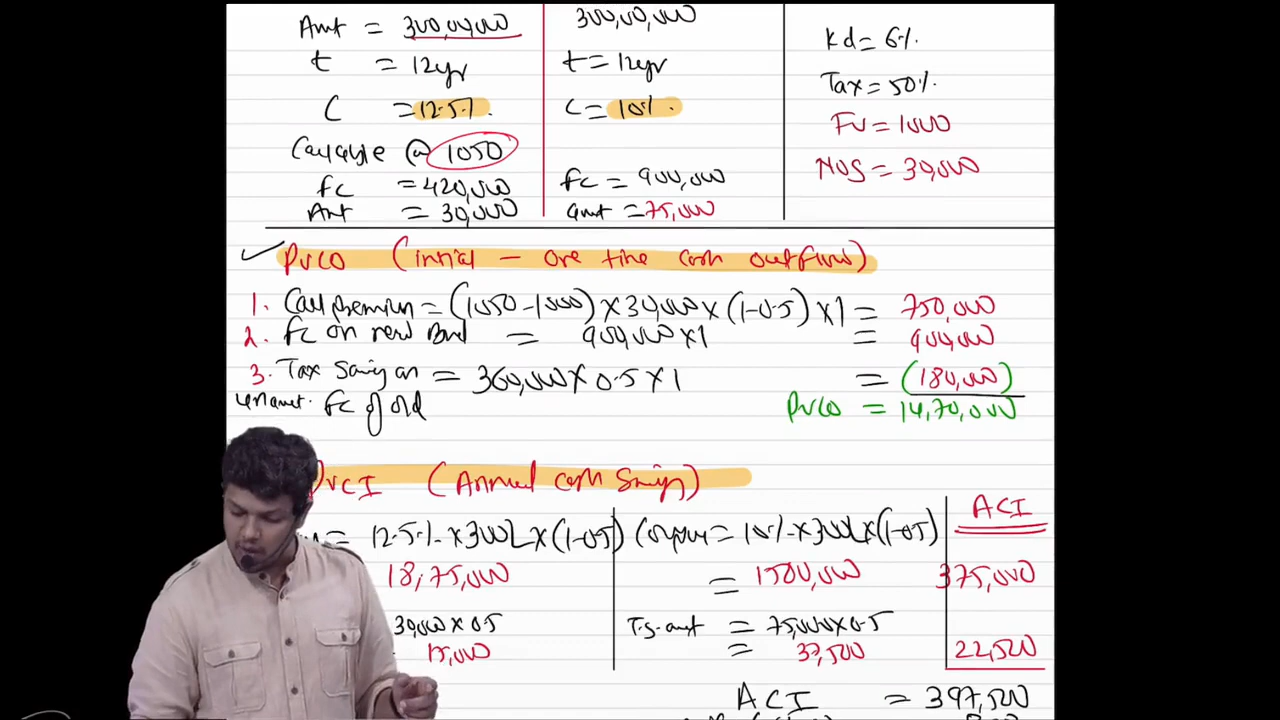 Amt = 300,00,000
t = 12yr
C = 12.5%.
Callable @ 1050
fc = 420,000
Amt = 30,000
300,00,000
t = 12yr
C = 10%.
fc = 900,000
amt = 75,000
Kd = 6%
Tax = 50%.
FV = 1000
NOS = 30,000
PVCO (initial - one time cash outflow)
1. Call premium = (1050-1000) × 30,000 × (1-0.5) × 1 = 750,000
2. fc on new Bond = 900,000 × 1 = 900,000
3. Tax Saving on = 360,000 × 0.5 × 1 = (180,000)
unamort. fc of old
PVCO = 14,70,000
PVCI (Annual cash Saving)
= 12.5% × 300L × (1-0.5)
18,75,000
30,000 × 0.5
15,000
Coupon = 10% × 300L × (1-0.5)
= 1500,000
T.S. amt = 75,000 × 0.5
= 37,500
ACI
375,000
22,500
ACI = 397,500